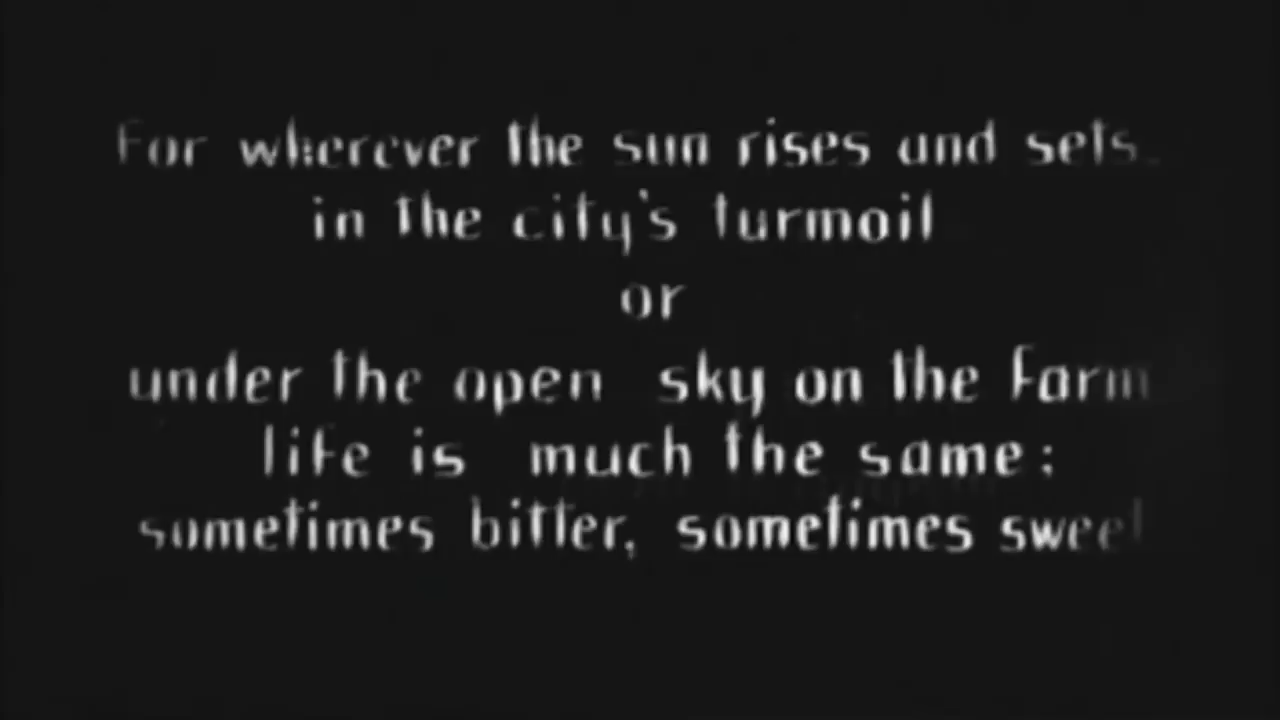 For wherever the sun rises and sets..
in the city's turmoil
or
under the open sky on the farm
life is much the same:
sometimes bitter, sometimes sweet